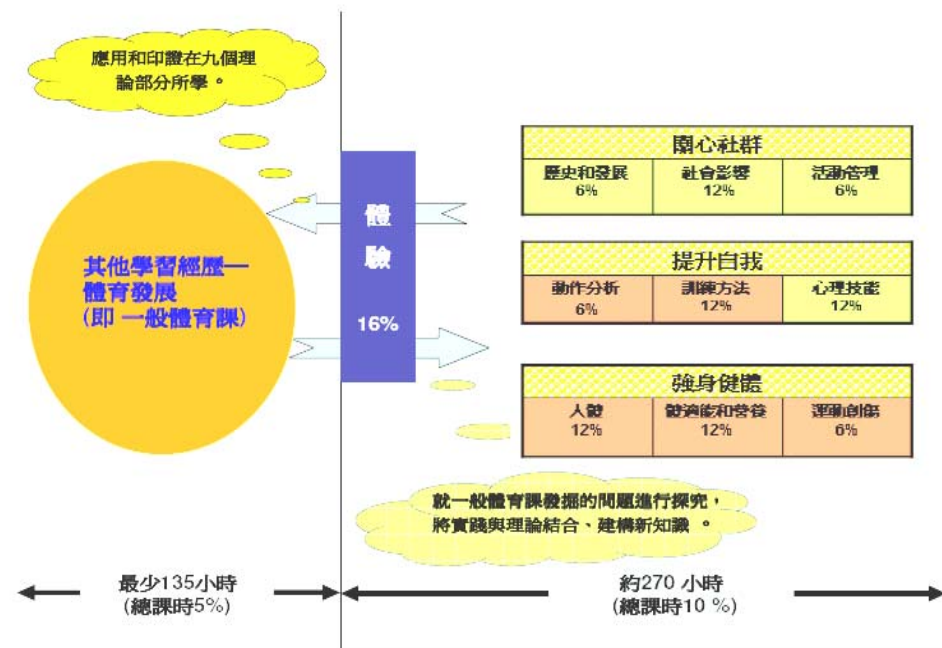 應用和印證在九個理
論部分所學。
關心社群
歷史和發展
6%
社會影響
12%
活動管理
6%
體
驗
16%
其他學習經歷—
體育發展
(即 一般體育課)
提升自我
動作分析
6%
訓練方法
12%
心理技能
12%
強身健體
人體
12%
體適能和營養
12%
運動創傷
6%
就一般體育課發掘的問題進行探究，
將實踐與理論結合、建構新知識 。
最少135小時
(總課時5%)
約270 小時
(總課時10 %)